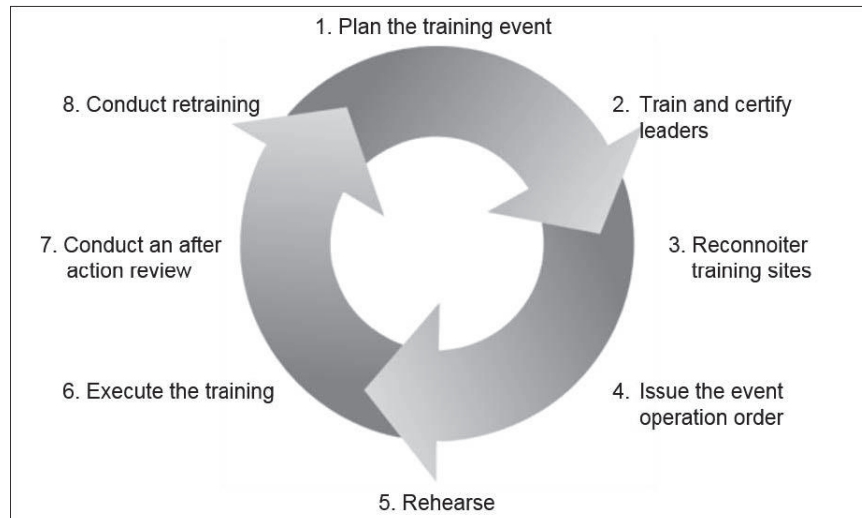 1. Plan the training event
2. Train and certify
leaders
3. Reconnoiter
training sites
4. Issue the event
operation order
5. Rehearse
6. Execute the training
7. Conduct an after
action review
8. Conduct retraining